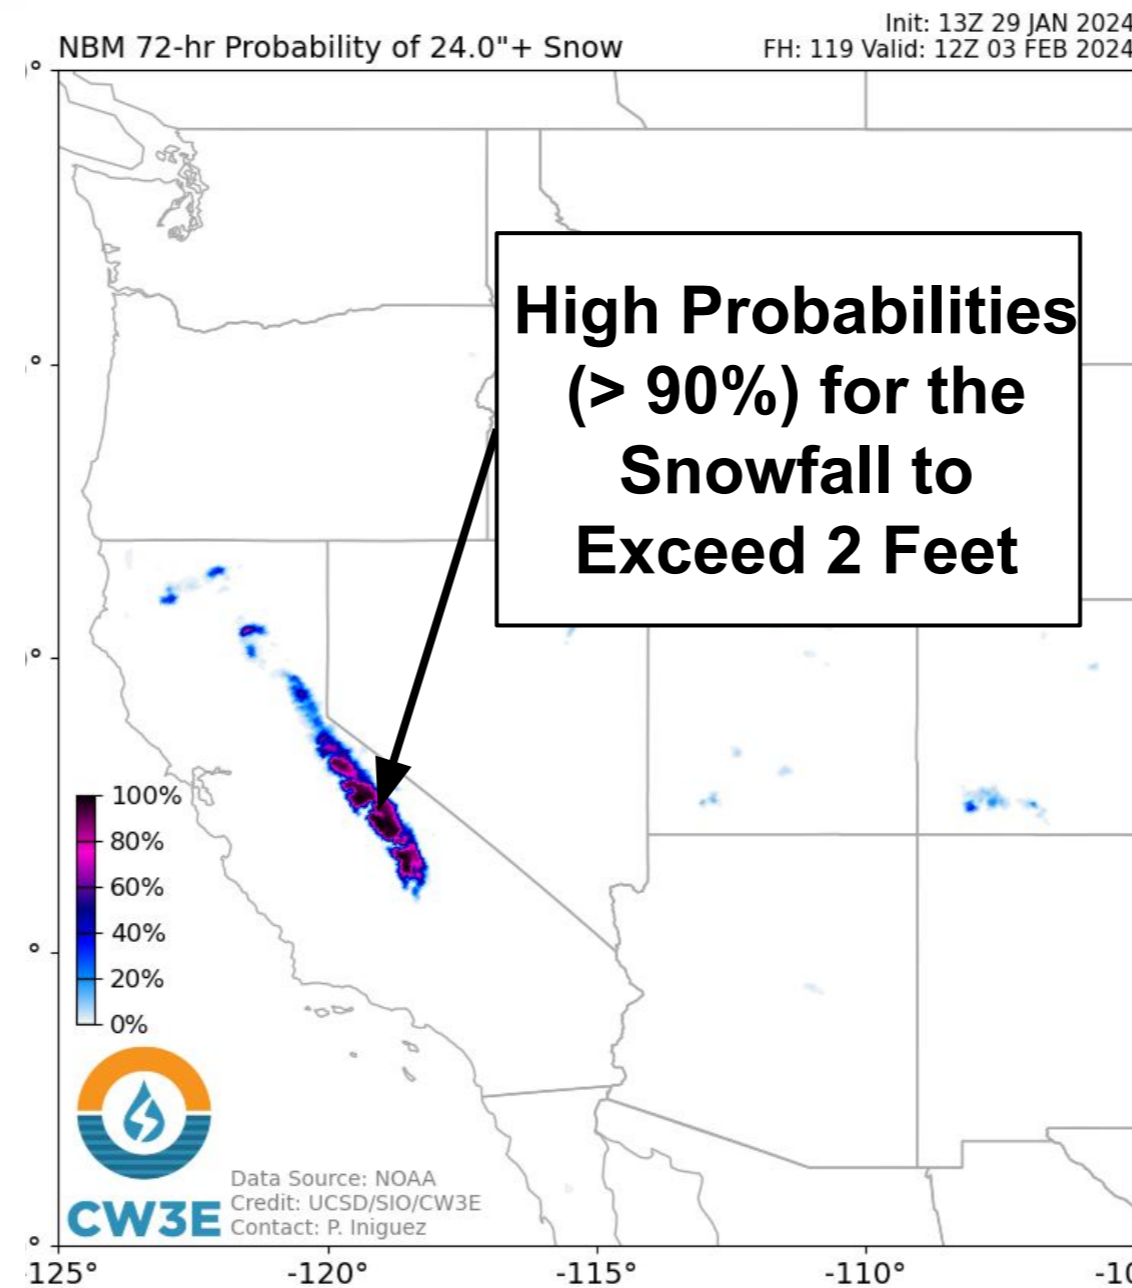 Init: 13Z 29 JAN 2024
NBM 72-hr Probability of 24.0"+ Snow
FH: 119 Valid: 12Z 03 FEB 2024
High Probabilities
(> 90%) for the
Snowfall to
Exceed 2 Feet
100%
80%
60%
40%
20%
0%
CW3E
Data Source: NOAA
Credit: UCSD/SIO/CW3E
Contact: P. Iniguez
-120°
-115°
-110°